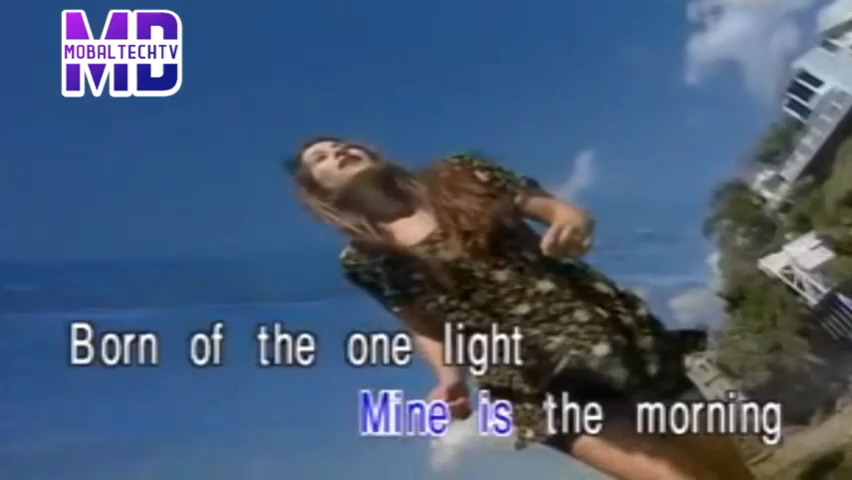 MD
MOBALTECHTV
Born of the one light
Mine is the morning